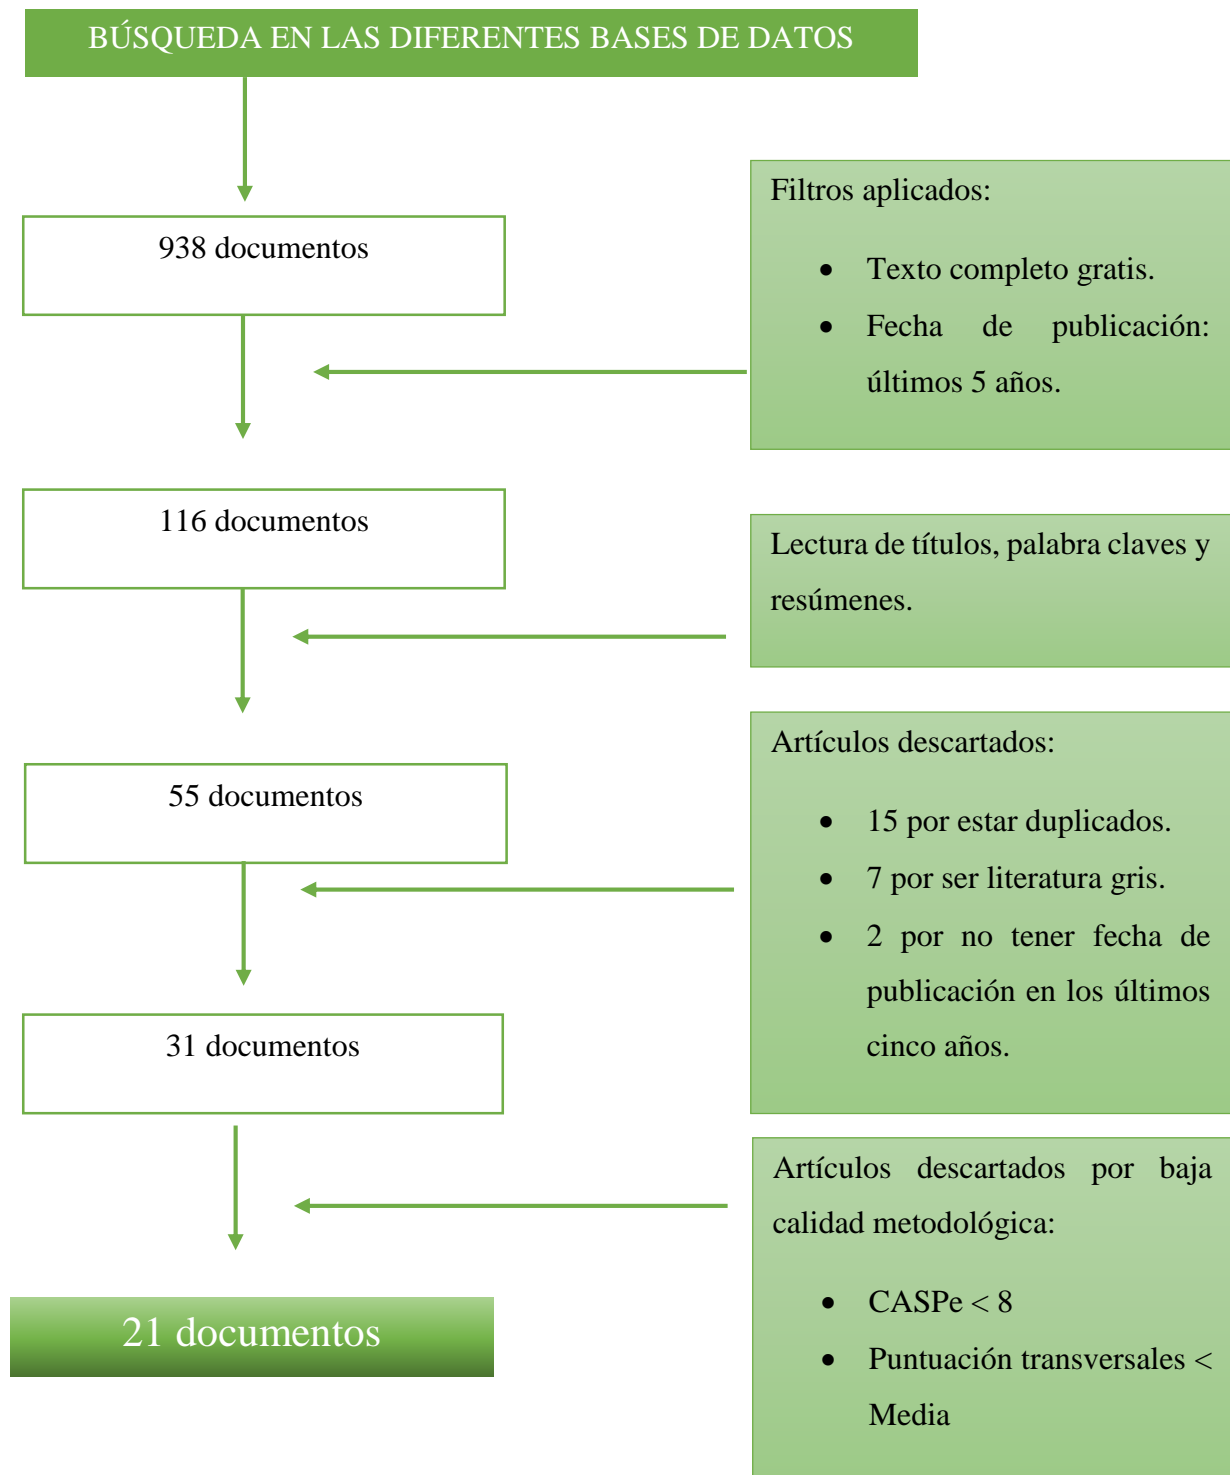 BÚSQUEDA EN LAS DIFERENTES BASES DE DATOS
938 documentos
Filtros aplicados:
• Texto completo gratis.
• Fecha de publicación:
últimos 5 años.
116 documentos
Lectura de títulos, palabra claves y
resúmenes.
55 documentos
Artículos descartados:
• 15 por estar duplicados.
• 7 por ser literatura gris.
• 2 por no tener fecha de
publicación en los últimos
cinco años.
31 documentos
Artículos descartados por baja
calidad metodológica:
• CASPe < 8
• Puntuación transversales <
Media
21 documentos